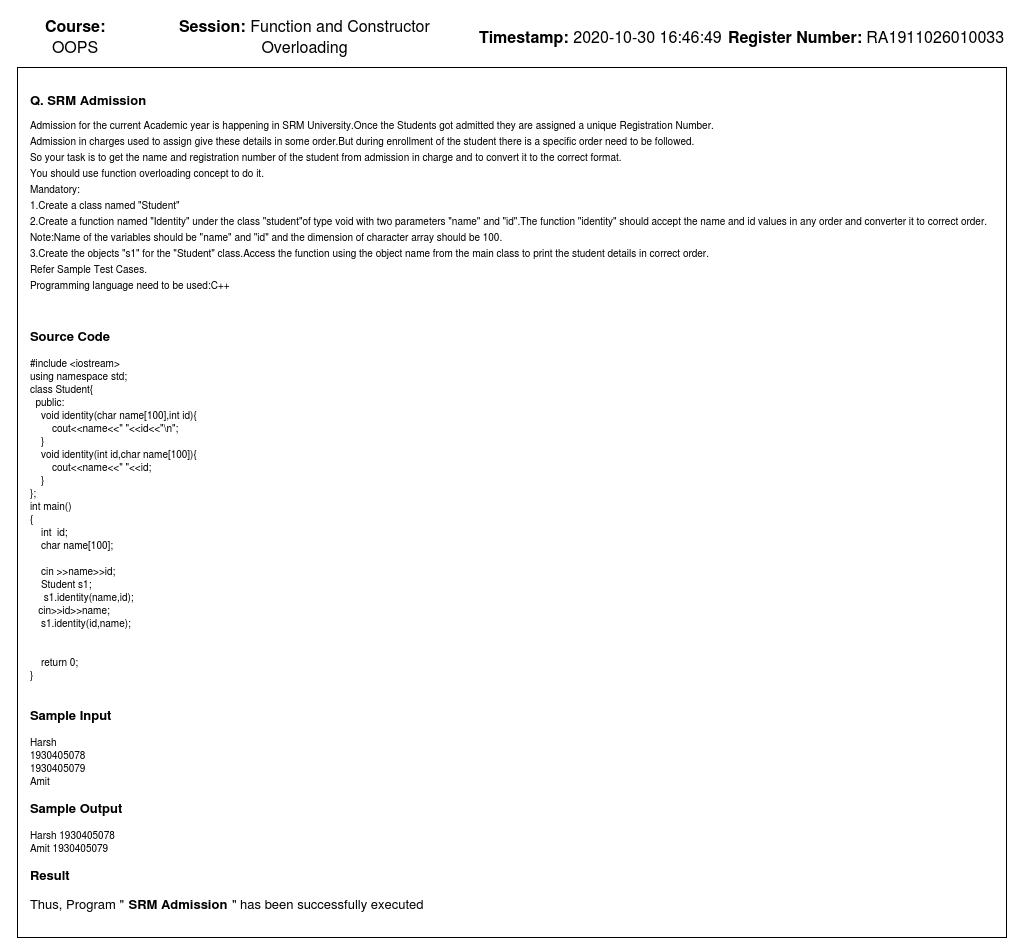 Course: OOPS
Session: Function and Constructor Overloading
Timestamp: 2020-10-30 16:46:49
Register Number: RA1911026010033
Q. SRM Admission
Admission for the current Academic year is happening in SRM University.Once the Students got admitted they are assigned a unique Registration Number.
Admission in charges used to assign give these details in some order.But during enrollment of the student there is a specific order need to be followed.
So your task is to get the name and registration number of the student from admission in charge and to convert it to the correct format.
You should use function overloading concept to do it.
Mandatory:
1.Create a class named "Student"
2.Create a function named "Identity" under the class "student"of type void with two parameters "name" and "id".The function "identity" should accept the name and id values in any order and converter it to correct order.
Note:Name of the variables should be "name" and "id" and the dimension of character array should be 100.
3.Create the objects "s1" for the "Student" class.Access the function using the object name from the main class to print the student details in correct order.
Refer Sample Test Cases.
Programming language need to be used:C++
Source Code
#include <iostream>
using namespace std;
class Student{
  public:
    void identity(char name[100],int id){
        cout<<name<<" "<<id<<"\n";
    }
    void identity(int id,char name[100]){
        cout<<name<<" "<<id;
    }
};
int main()
{
    int  id;
    char name[100];
    cin >>name>>id;
    Student s1;
     s1.identity(name,id);
   cin>>id>>name;
    s1.identity(id,name);
    return 0;
}
Sample Input
Harsh
1930405078
1930405079
Amit
Sample Output
Harsh 1930405078
Amit 1930405079
Result
Thus, Program " SRM Admission " has been successfully executed